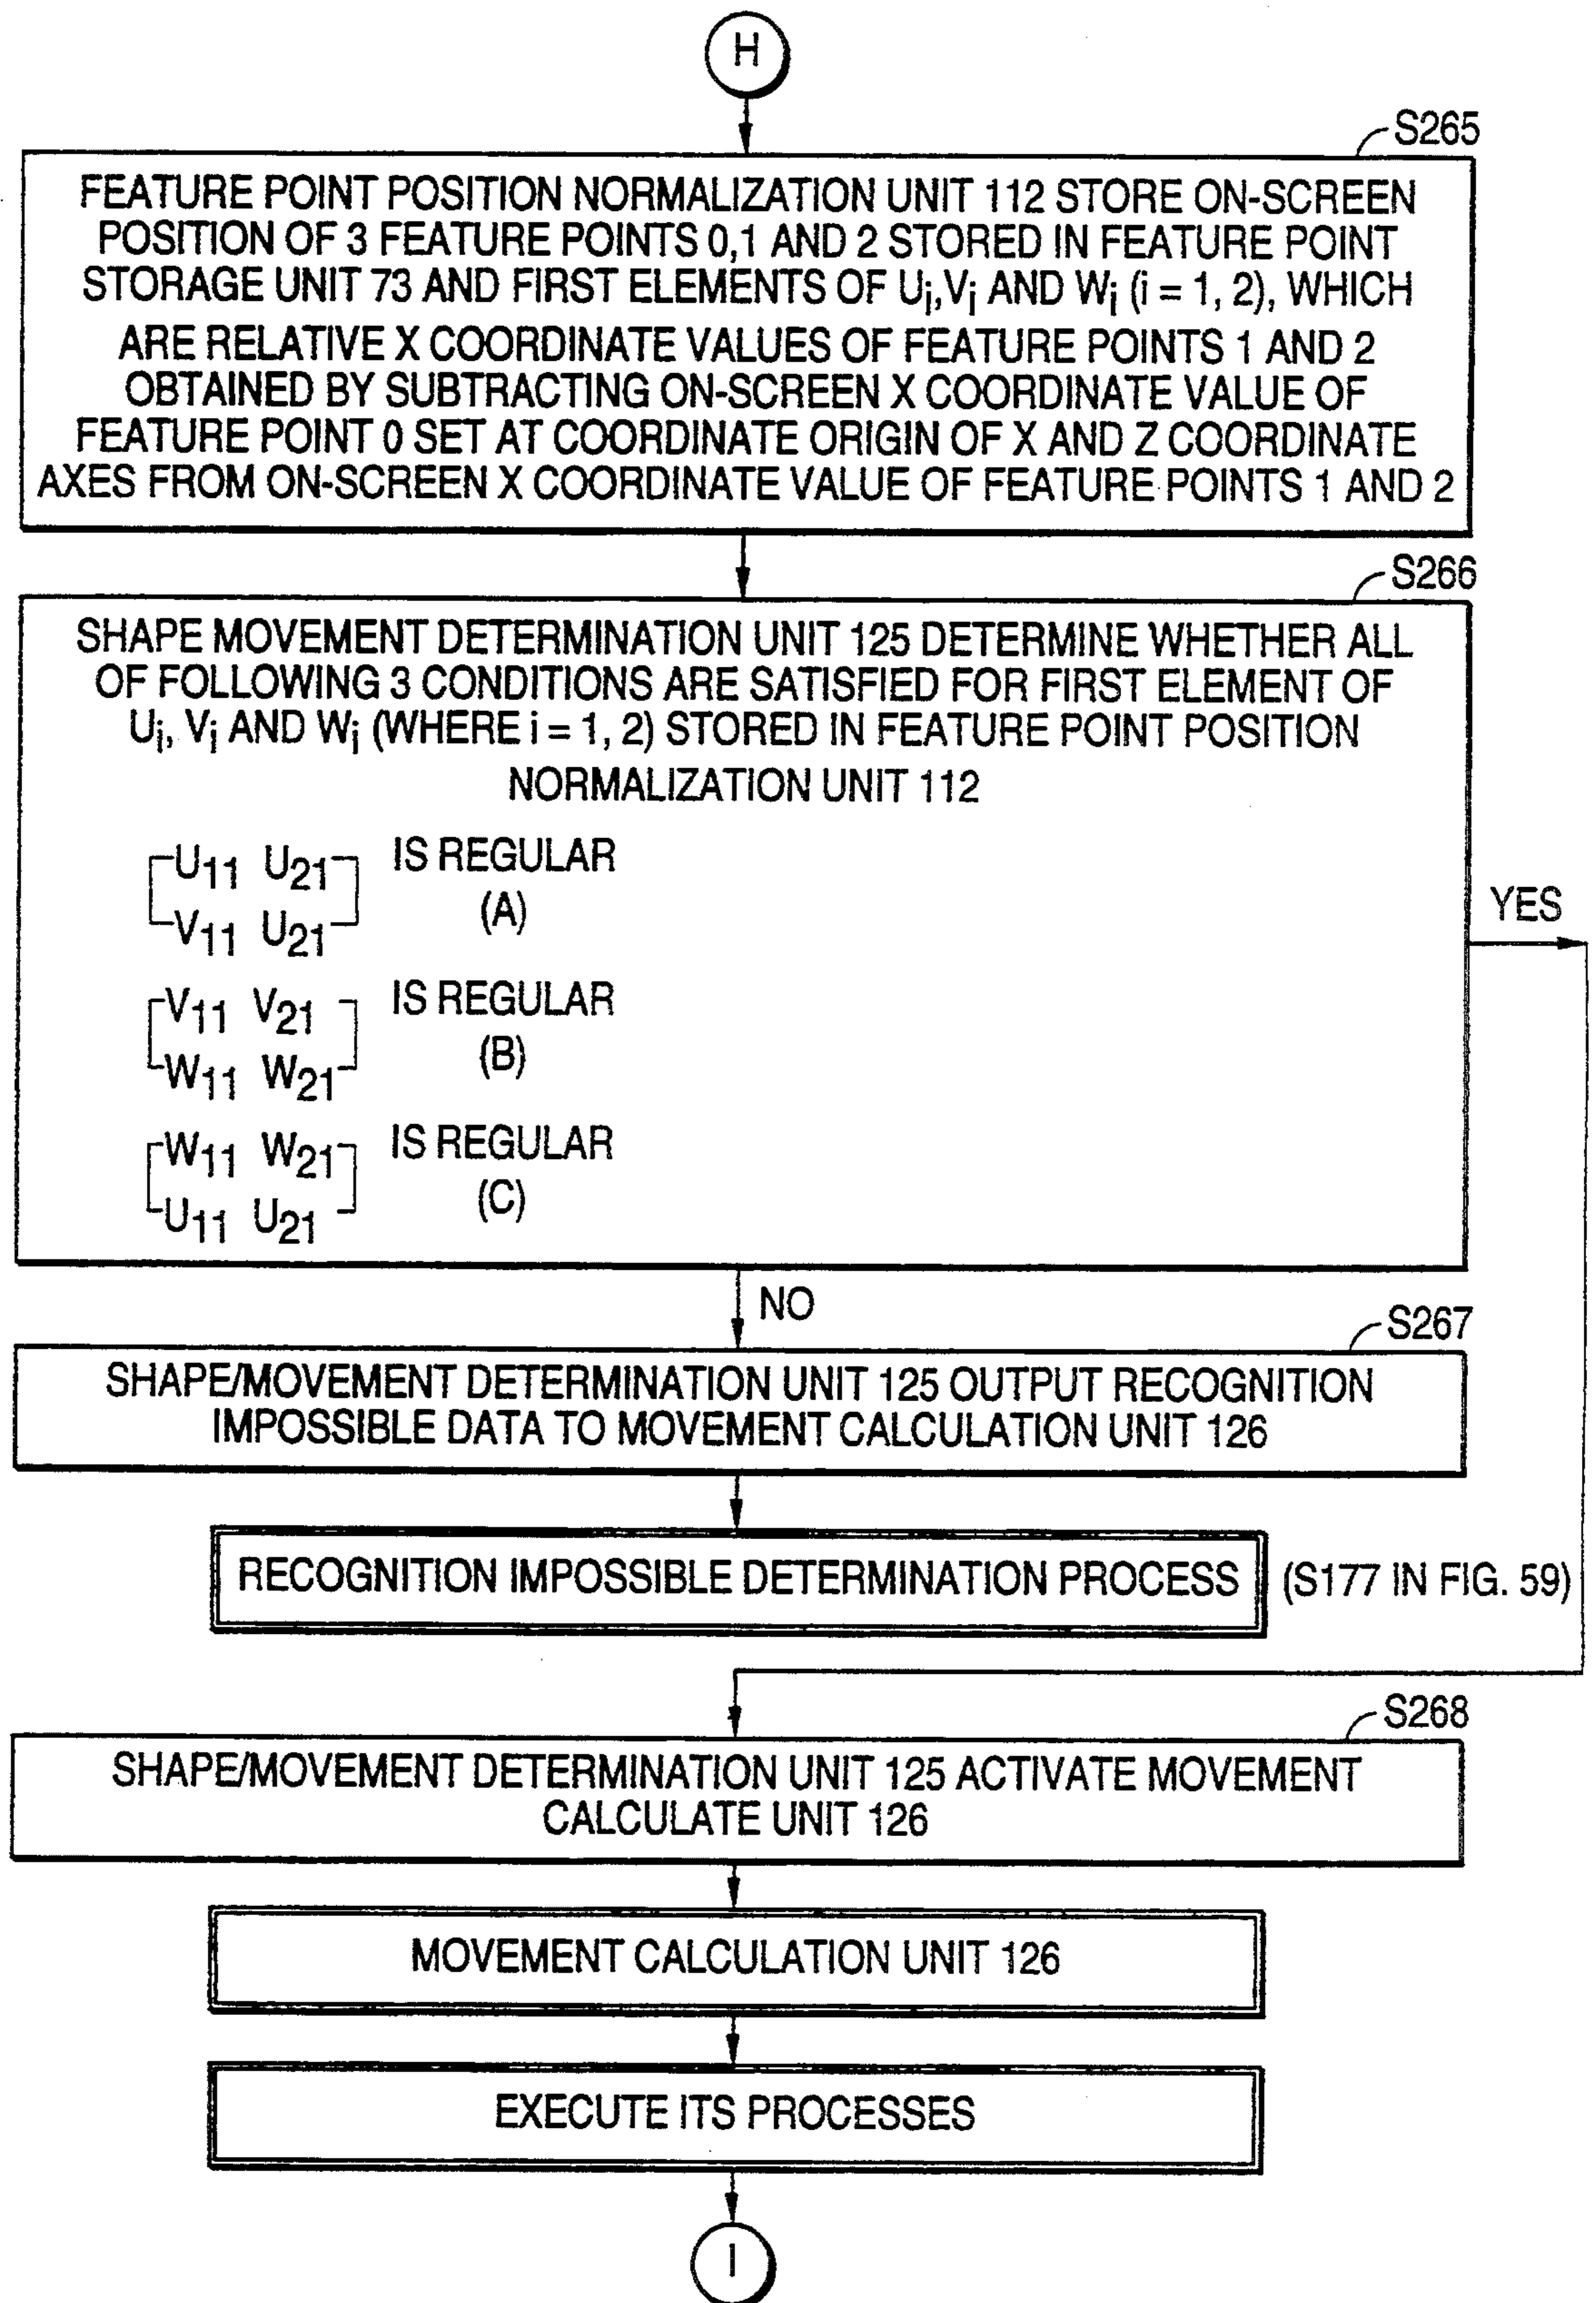 H
S265
FEATURE POINT POSITION NORMALIZATION UNIT 112 STORE ON-SCREEN
POSITION OF 3 FEATURE POINTS 0,1 AND 2 STORED IN FEATURE POINT
STORAGE UNIT 73 AND FIRST ELEMENTS OF Ui,Vi AND Wi (i = 1, 2), WHICH
ARE RELATIVE X COORDINATE VALUES OF FEATURE POINTS 1 AND 2
OBTAINED BY SUBTRACTING ON-SCREEN X COORDINATE VALUE OF
FEATURE POINT 0 SET AT COORDINATE ORIGIN OF X AND Z COORDINATE
AXES FROM ON-SCREEN X COORDINATE VALUE OF FEATURE POINTS 1 AND 2
S266
SHAPE MOVEMENT DETERMINATION UNIT 125 DETERMINE WHETHER ALL
OF FOLLOWING 3 CONDITIONS ARE SATISFIED FOR FIRST ELEMENT OF
Ui, Vi AND Wi (WHERE i = 1, 2) STORED IN FEATURE POINT POSITION
NORMALIZATION UNIT 112
U11 U21 IS REGULAR
V11 U21 (A)
YES
V11 V21 IS REGULAR
W11 W21 (B)
W11 W21 IS REGULAR
U11 U21 (C)
NO
S267
SHAPE/MOVEMENT DETERMINATION UNIT 125 OUTPUT RECOGNITION
IMPOSSIBLE DATA TO MOVEMENT CALCULATION UNIT 126
RECOGNITION IMPOSSIBLE DETERMINATION PROCESS (S177 IN FIG. 59)
S268
SHAPE/MOVEMENT DETERMINATION UNIT 125 ACTIVATE MOVEMENT
CALCULATE UNIT 126
MOVEMENT CALCULATION UNIT 126
EXECUTE ITS PROCESSES
I